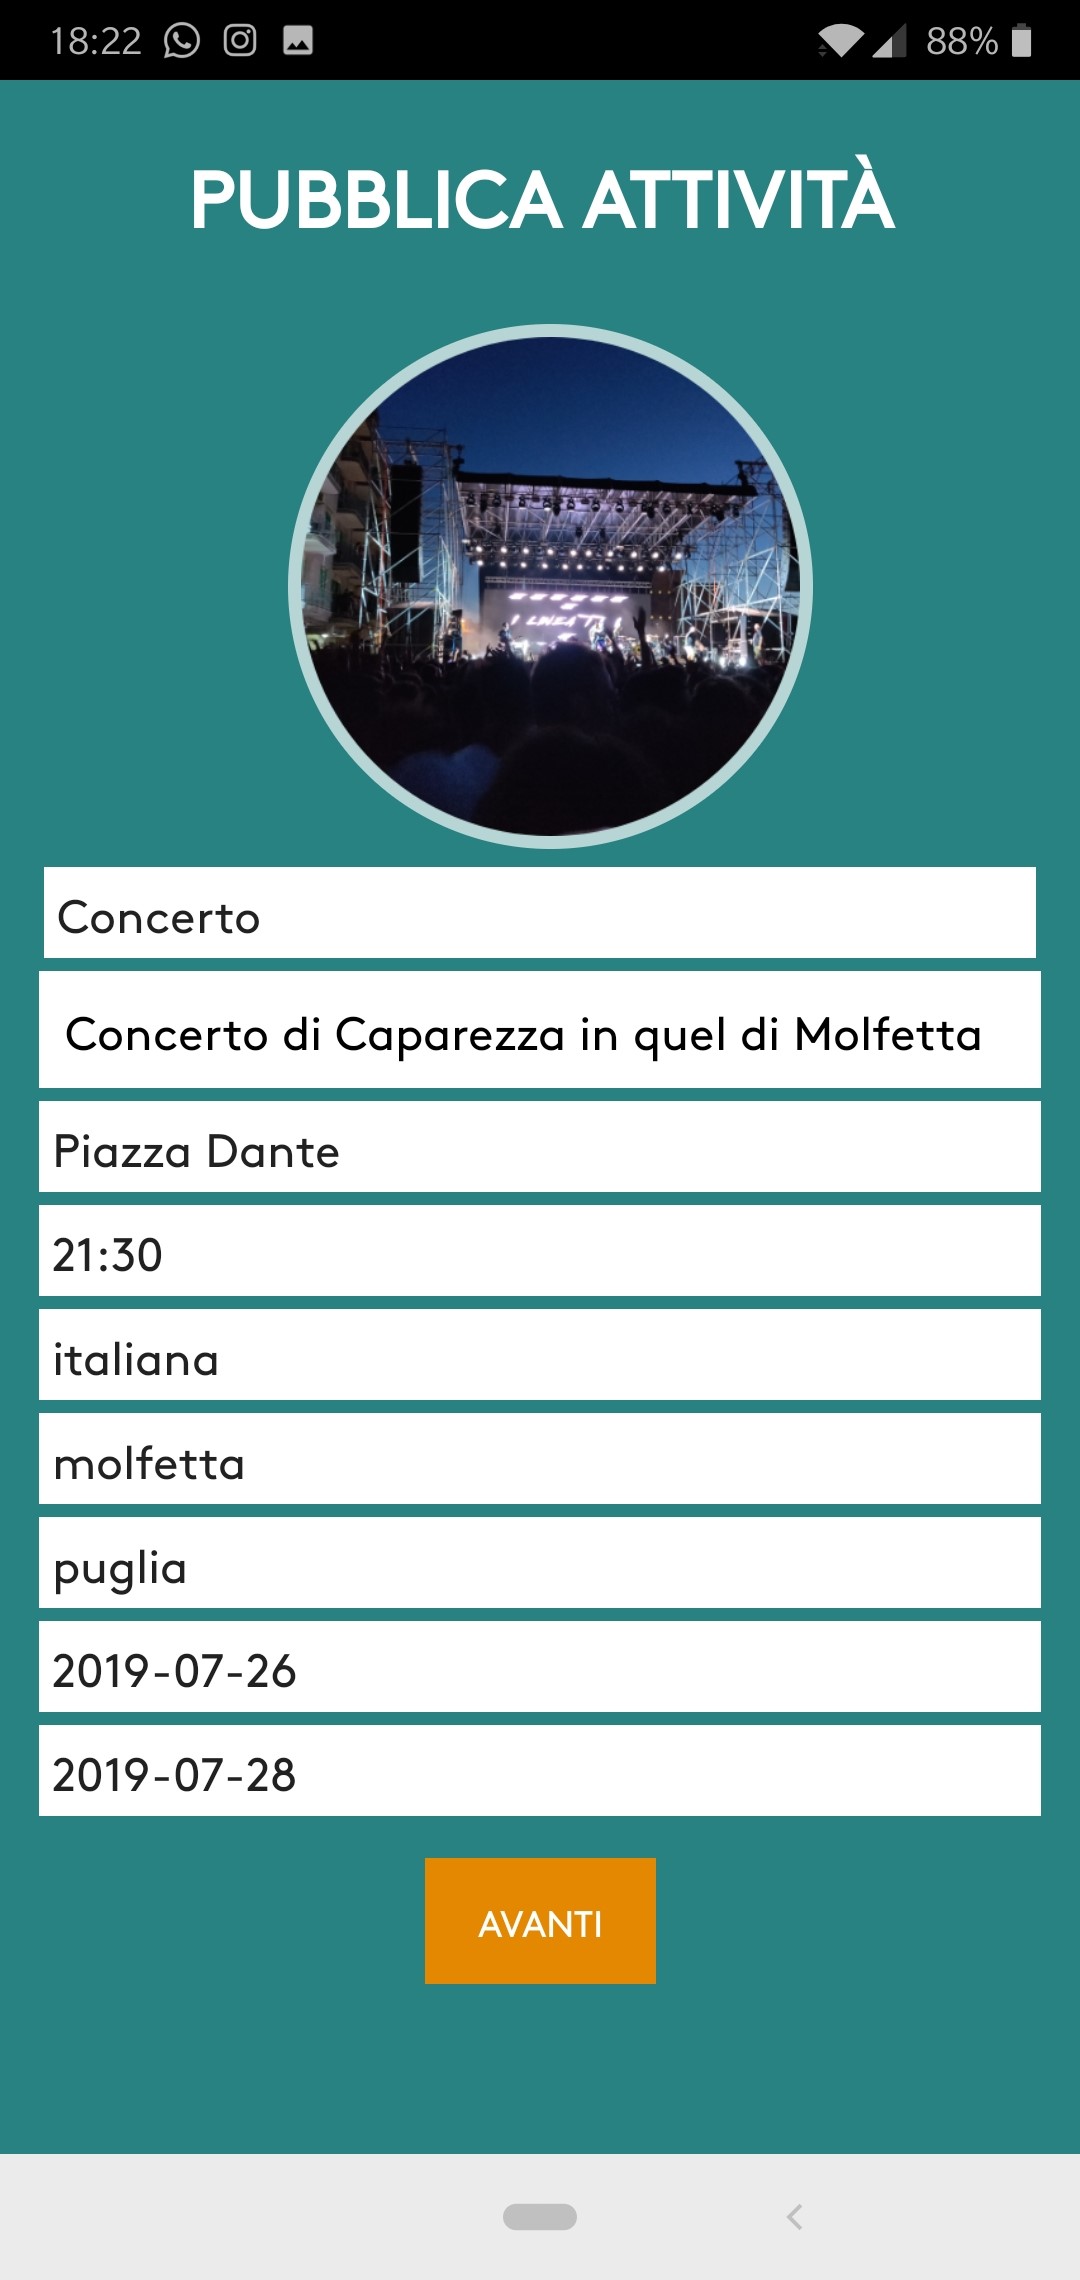 18:22
88%
PUBBLICA ATTIVITÀ
Concerto
Concerto di Caparezza in quel di Molfetta
Piazza Dante
21:30
italiana
molfetta
puglia
2019-07-26
2019-07-28
AVANTI